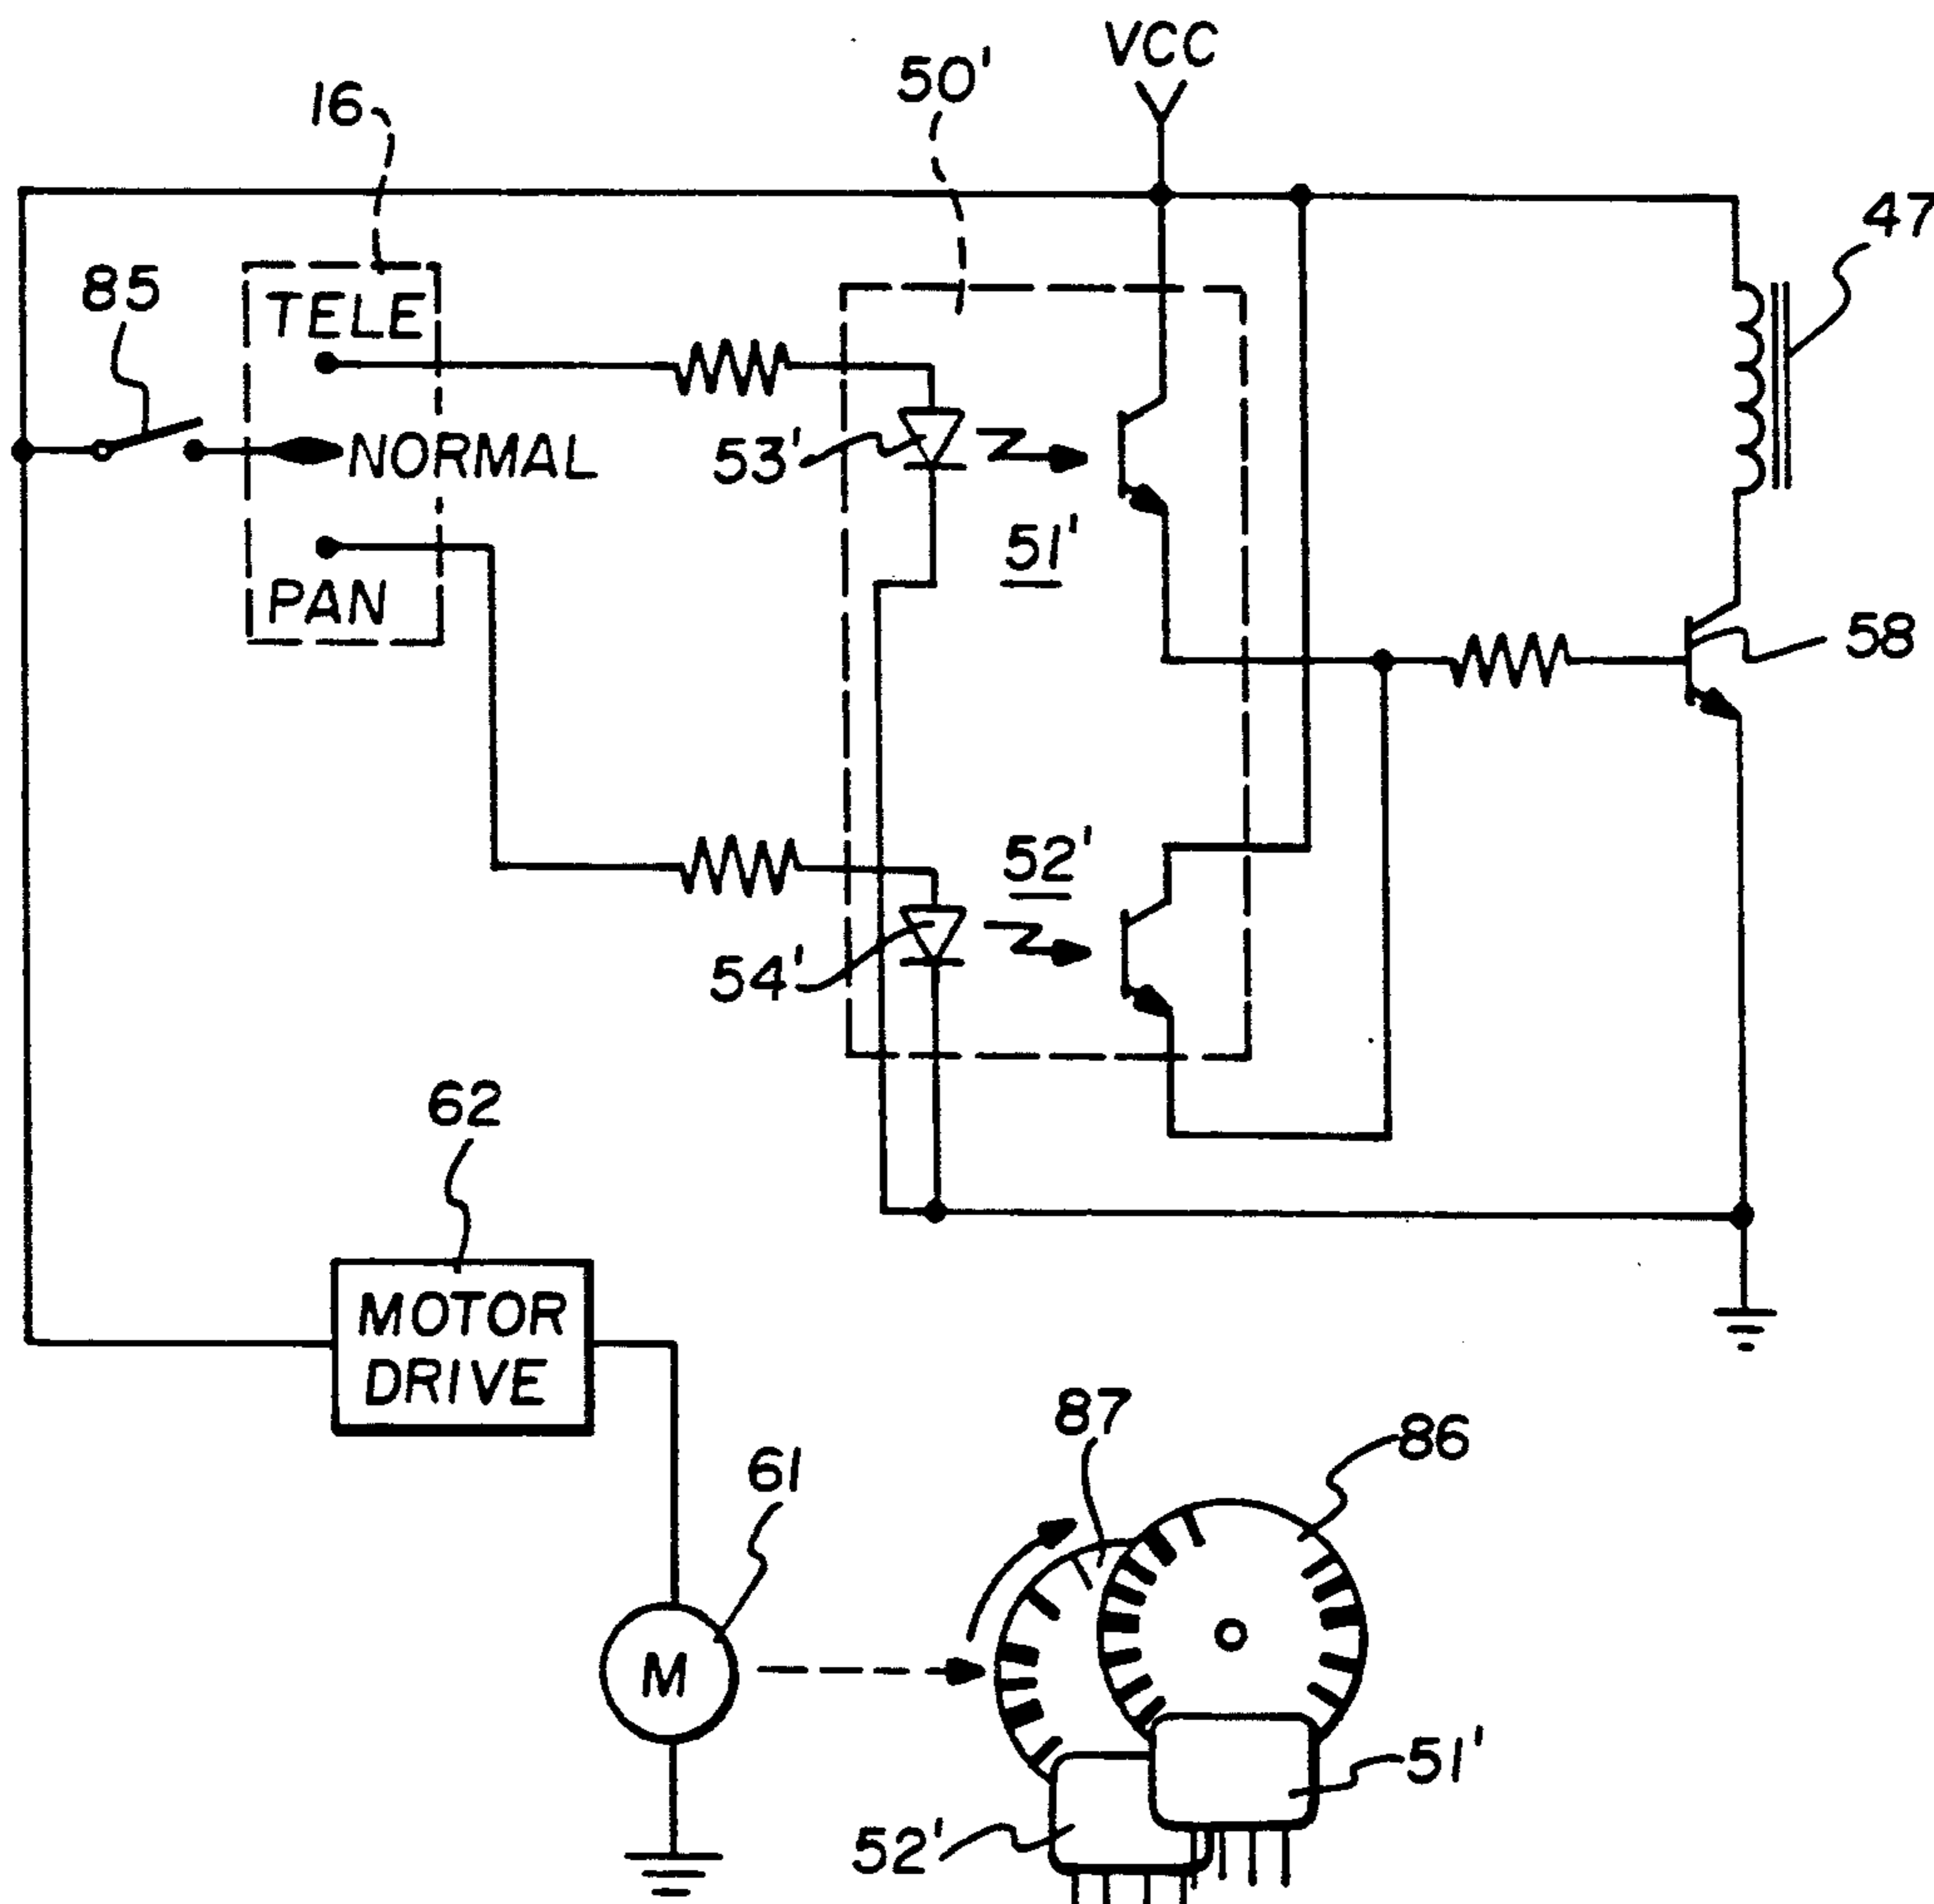 VCC
50'
16
47
85
TELE
NORMAL
53'
51'
PAN
58
52'
54'
62
MOTOR
DRIVE
87
86
61
M
51'
52'